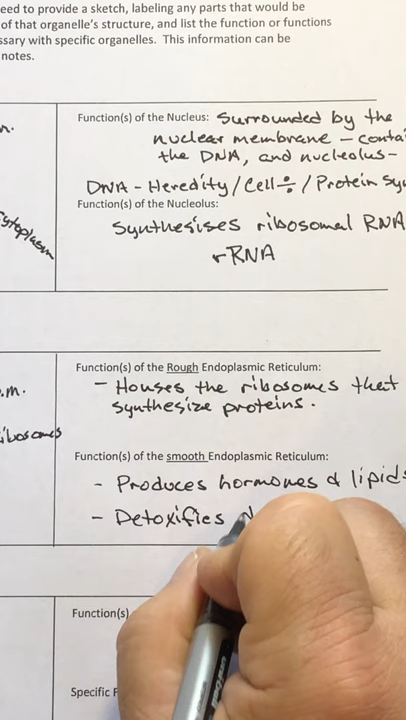 eed to provide a sketch, labeling any parts that would be
of that organelle's structure, and list the function or functions
ssary with specific organelles. This information can be
notes.
Function(s) of the Nucleus: Surrounded by the
nuclear membrane - contai
the DNA, and nucleolus-
DNA - Heredity/Cell ÷ / Protein Sy
Function(s) of the Nucleolus:
Synthesises ribosomal RNA
rRNA
Cytoplasm
Function(s) of the Rough Endoplasmic Reticulum:
- Houses the ribosomes that
synthesize proteins.
.m.
ibosomes
Function(s) of the smooth Endoplasmic Reticulum:
- Produces hormones & lipids
- Detoxifies
Function(s)
Specific F